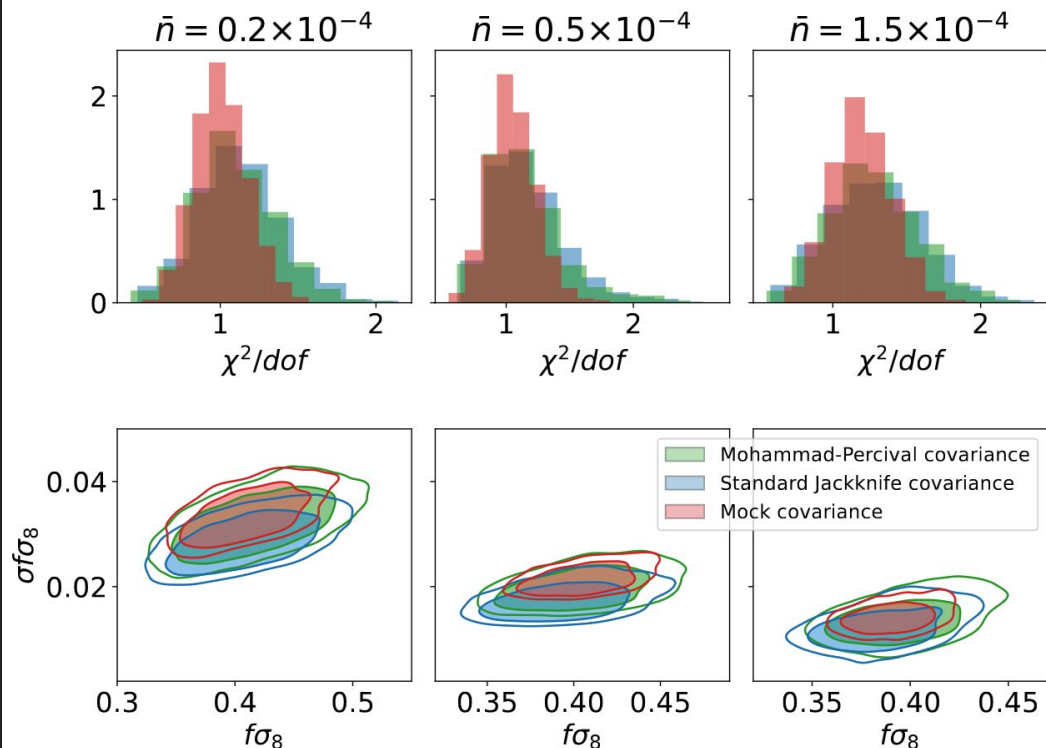 n̄ = 0.2×10⁻⁴ n̄ = 0.5×10⁻⁴ n̄ = 1.5×10⁻⁴
2
1
0
1 2 1 2 1 2
χ²/dof χ²/dof χ²/dof
Mohammad-Percival covariance
Standard Jackknife covariance
Mock covariance
0.04
σfσ₈
0.02
0.3 0.4 0.5 0.35 0.40 0.45 0.35 0.40 0.45
fσ₈ fσ₈ fσ₈